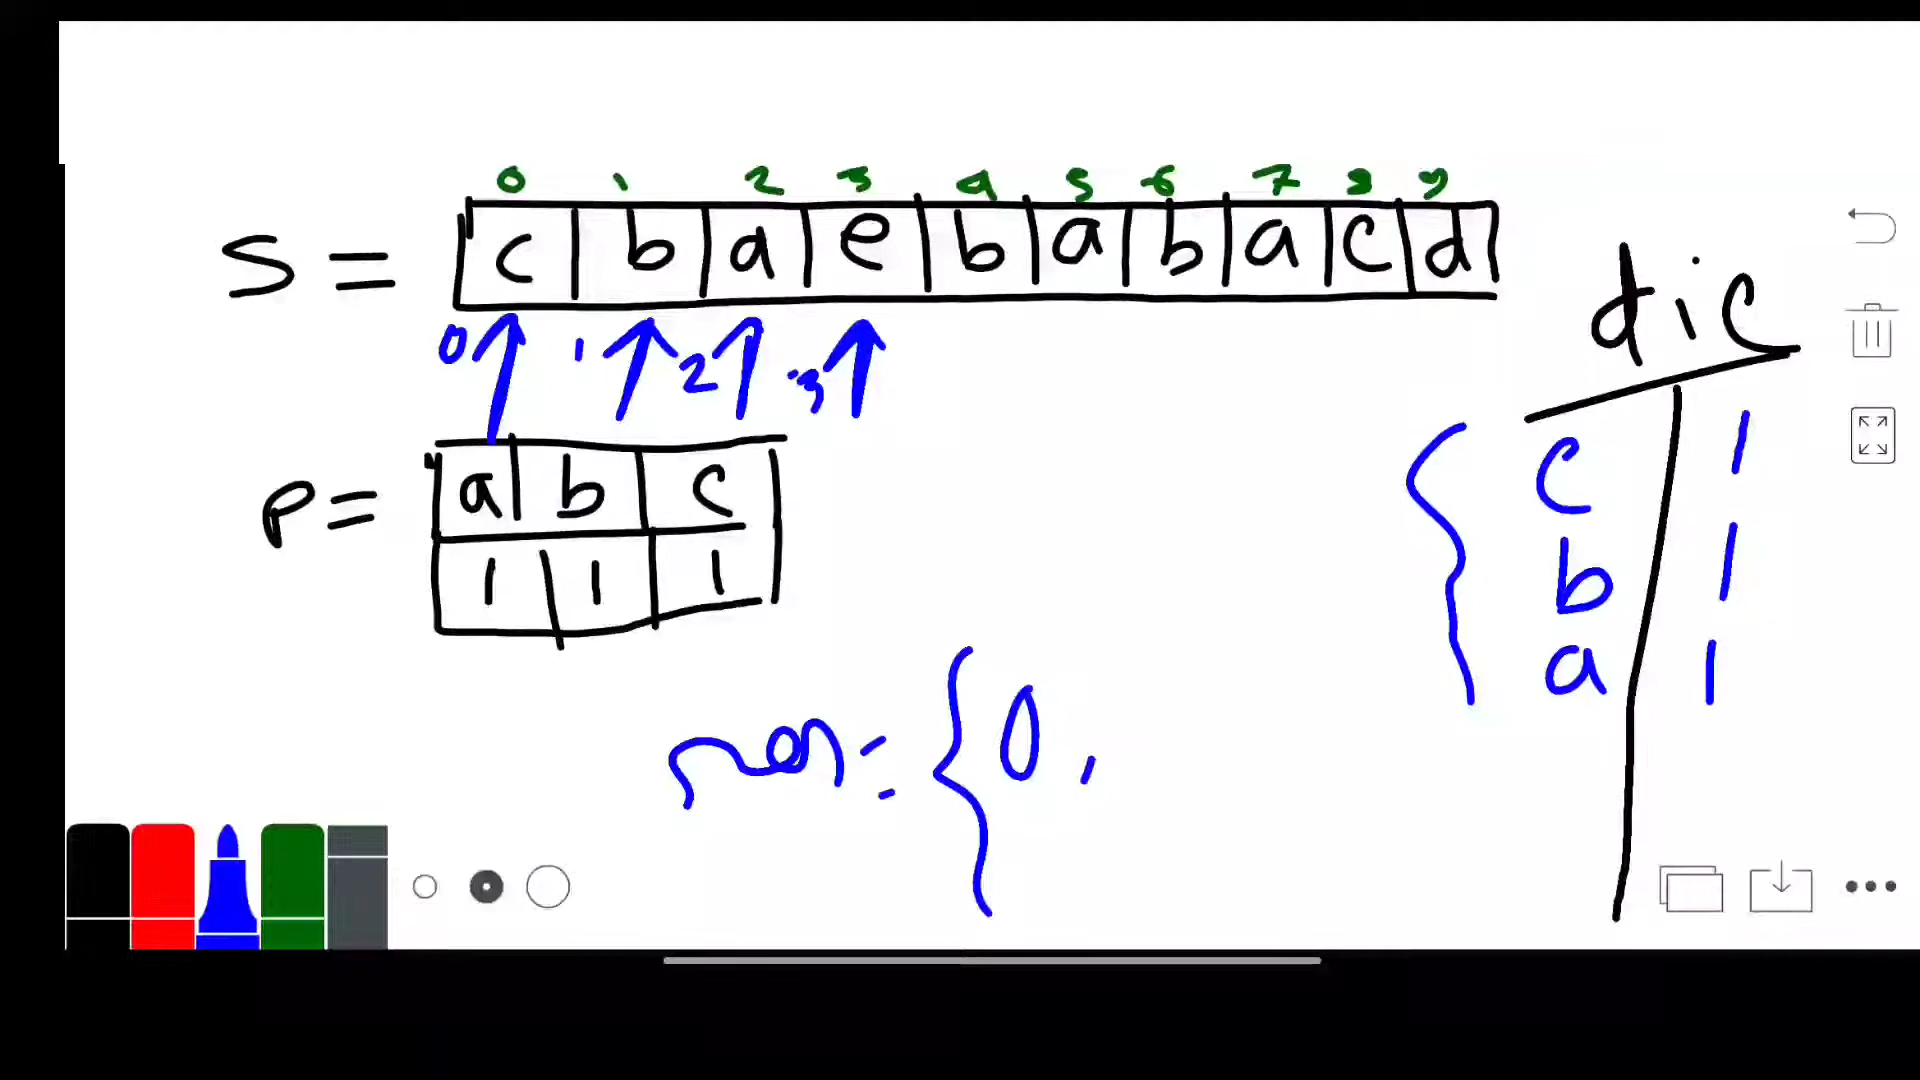 0 1 2 3 4 5 6 7 8 9
S = c b a e b a b a c d
0 1 2 3
dic
P = a b c
1 1 1
c 1
b 1
a 1
res = { 0 ,